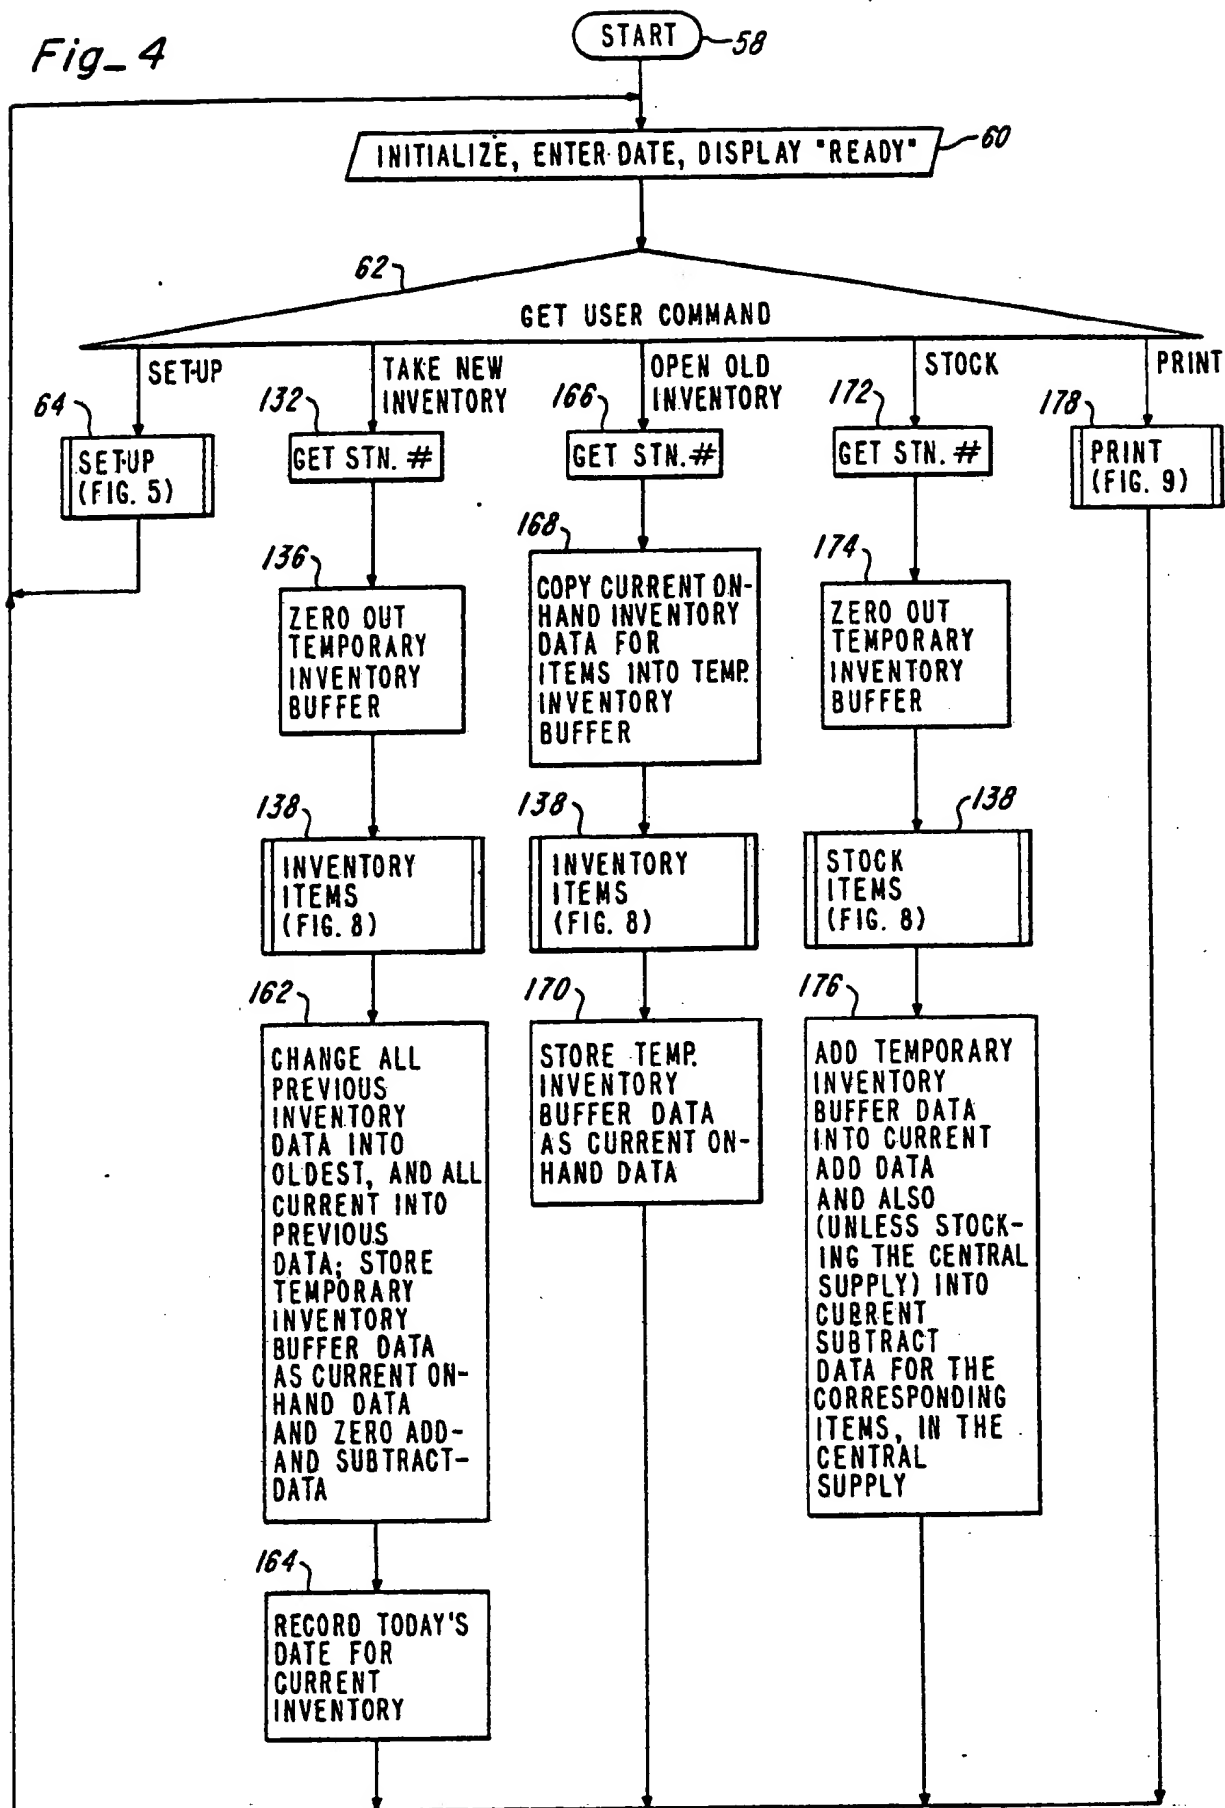 Fig_4
START
58
INITIALIZE, ENTER DATE, DISPLAY "READY"
60
62
GET USER COMMAND
SET-UP
64
SET-UP
(FIG. 5)
TAKE NEW
INVENTORY
132
GET STN. #
136
ZERO OUT
TEMPORARY
INVENTORY
BUFFER
138
INVENTORY
ITEMS
(FIG. 8)
162
CHANGE ALL
PREVIOUS
INVENTORY
DATA INTO
OLDEST, AND ALL
CURRENT INTO
PREVIOUS
DATA; STORE
TEMPORARY
INVENTORY
BUFFER DATA
AS CURRENT ON-
HAND DATA
AND ZERO ADD-
AND SUBTRACT-
DATA
164
RECORD TODAY'S
DATE FOR
CURRENT
INVENTORY
OPEN OLD
INVENTORY
166
GET STN. #
168
COPY CURRENT ON-
HAND INVENTORY
DATA FOR
ITEMS INTO TEMP.
INVENTORY
BUFFER
138
INVENTORY
ITEMS
(FIG. 8)
170
STORE TEMP.
INVENTORY
BUFFER DATA
AS CURRENT ON-
HAND DATA
STOCK
172
GET STN. #
174
ZERO OUT
TEMPORARY
INVENTORY
BUFFER
138
STOCK
ITEMS
(FIG. 8)
176
ADD TEMPORARY
INVENTORY
BUFFER DATA
INTO CURRENT
ADD DATA
AND ALSO
(UNLESS STOCK-
ING THE CENTRAL
SUPPLY) INTO
CURRENT
SUBTRACT
DATA FOR THE
CORRESPONDING
ITEMS, IN THE
CENTRAL
SUPPLY
PRINT
178
PRINT
(FIG. 9)